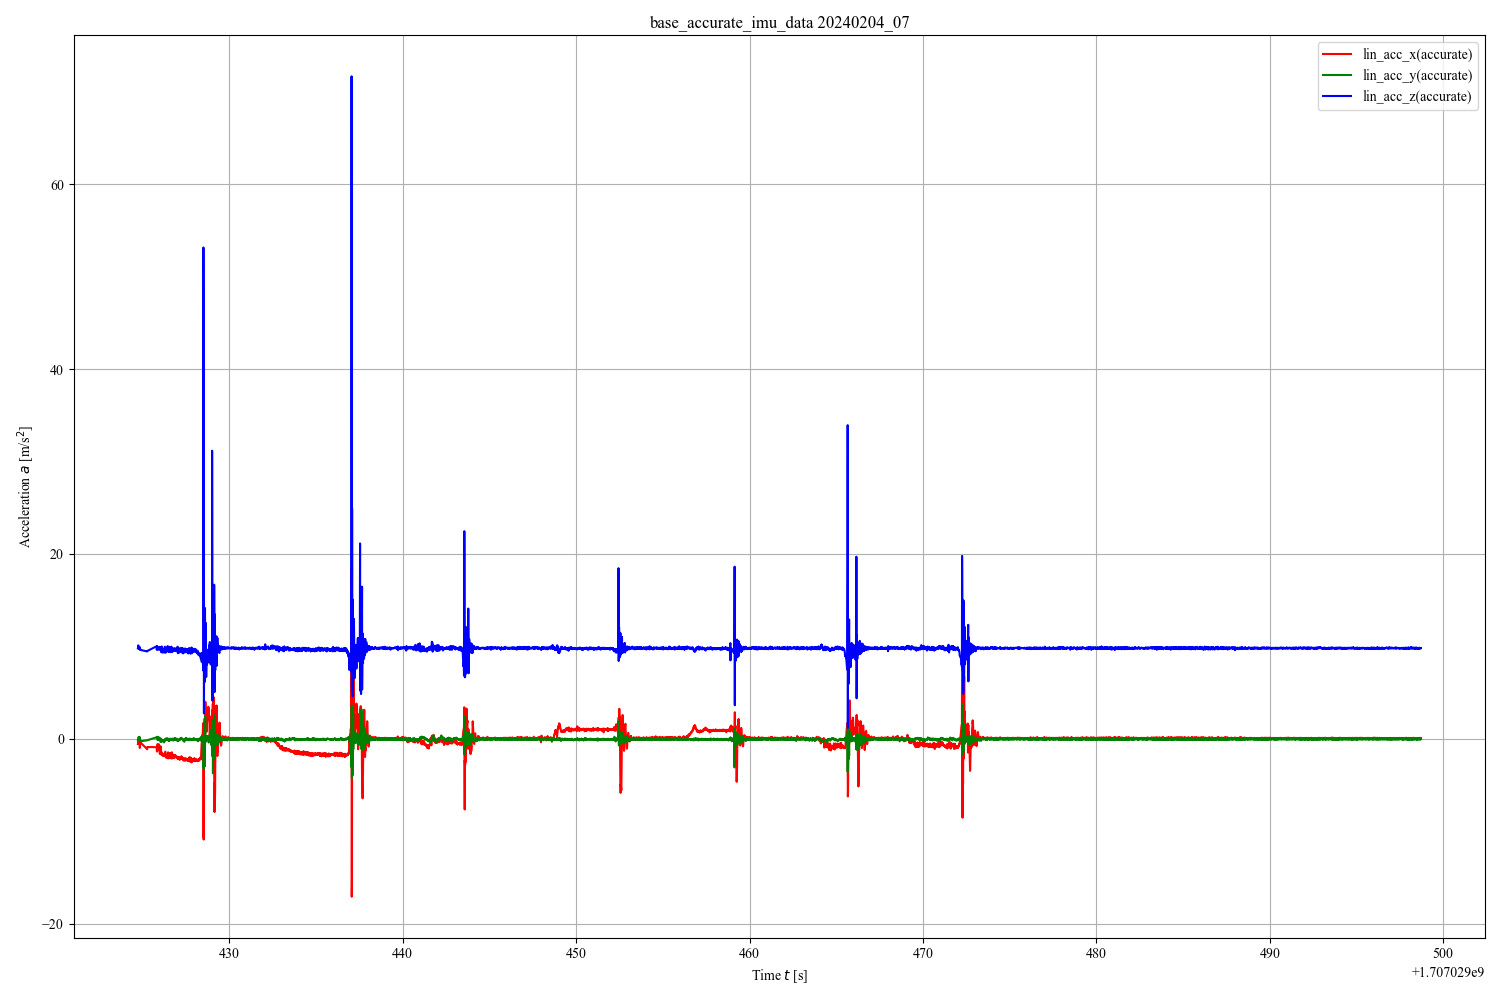 base_accurate_imu_data 20240204_07
lin_acc_x(accurate)
lin_acc_y(accurate)
lin_acc_z(accurate)
60
40
20
0
−20
Acceleration a [m/s²]
430 440 450 460 470 480 490 500
Time t [s]
+1.707029e9